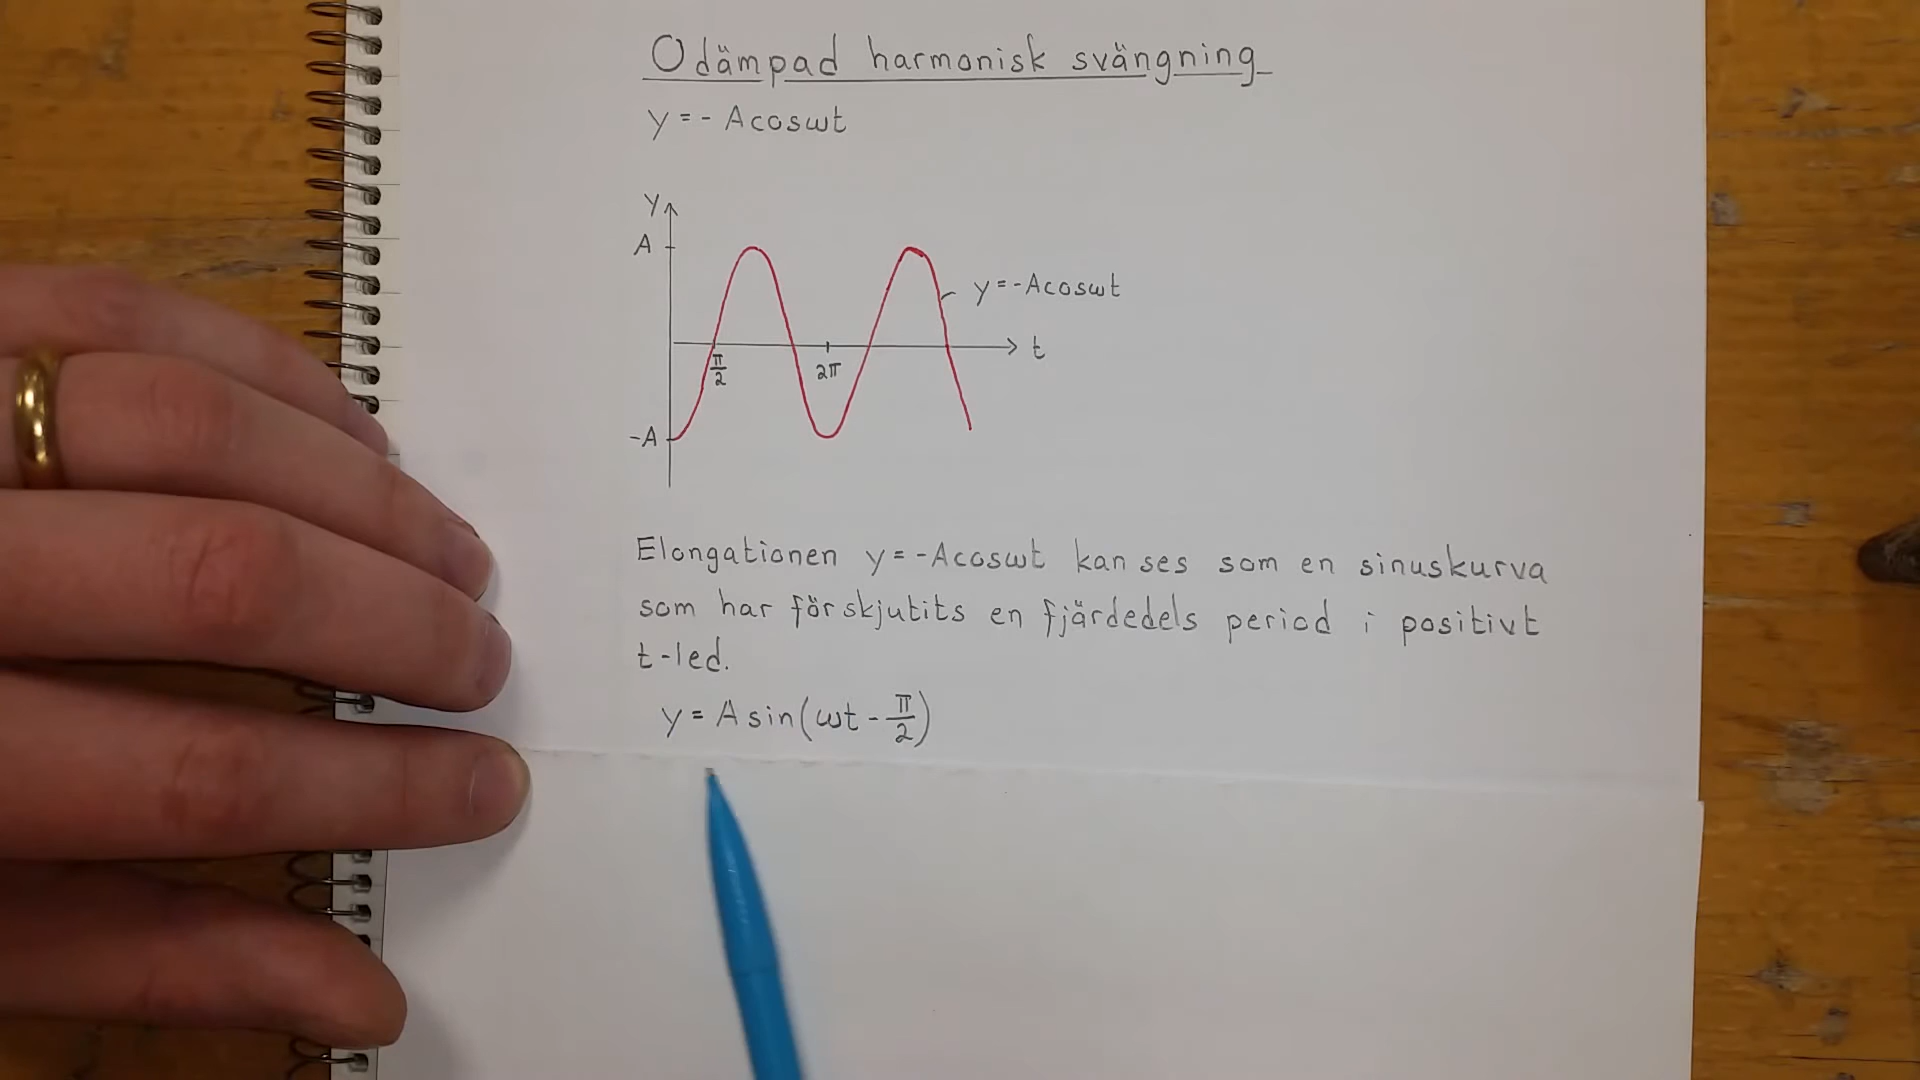 Odämpad harmonisk svängning
y = - Acosωt
y
A
y = -Acosωt
t
π/2
2π
-A
Elongationen y = -Acosωt kan ses som en sinuskurva
som har förskjutits en fjärdedels period i positivt
t-led.
y = A sin(ωt - π/2)